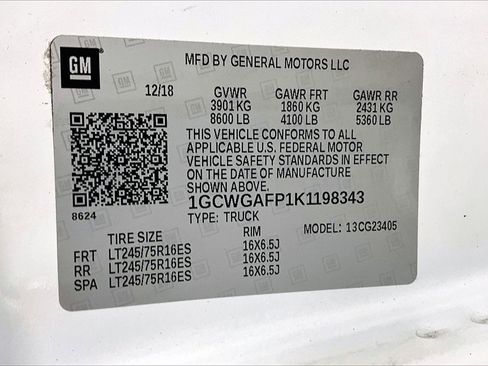 GM
MFD BY GENERAL MOTORS LLC
12/18 GVWR GAWR FRT GAWR RR
3901 KG 1860 KG 2431 KG
8600 LB 4100 LB 5360 LB
THIS VEHICLE CONFORMS TO ALL
APPLICABLE U.S. FEDERAL MOTOR
VEHICLE SAFETY STANDARDS IN EFFECT
ON THE DATE OF MANUFACTURE
SHOWN ABOVE.
8624 1GCWGAFP1K1198343
TYPE: TRUCK MODEL: 13CG23405
TIRE SIZE RIM
FRT LT245/75R16ES 16X6.5J
RR LT245/75R16ES 16X6.5J
SPA LT245/75R16ES 16X6.5J